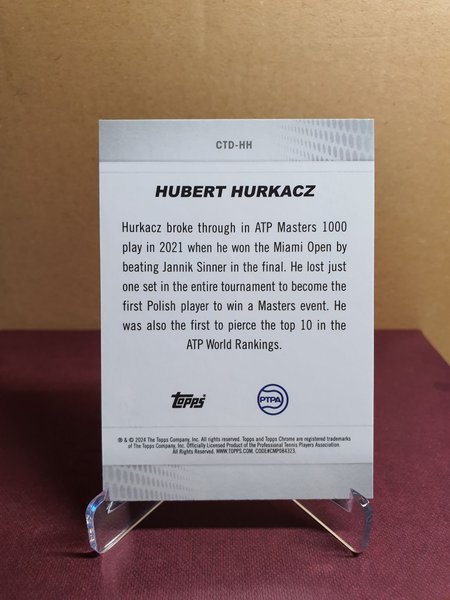 CTD-HH
HUBERT HURKACZ
Hurkacz broke through in ATP Masters 1000
play in 2021 when he won the Miami Open by
beating Jannik Sinner in the final. He lost just
one set in the entire tournament to become the
first Polish player to win a Masters event. He
was also the first to pierce the top 10 in the
ATP World Rankings.
Topps
PTPA
® & © 2024 The Topps Company, Inc. All rights reserved. Topps and Topps Chrome are registered trademarks
of The Topps Company, Inc. Officially Licensed Product of the Professional Tennis Players Association.
All Rights Reserved. WWW.TOPPS.COM. CODE#CMP084323.